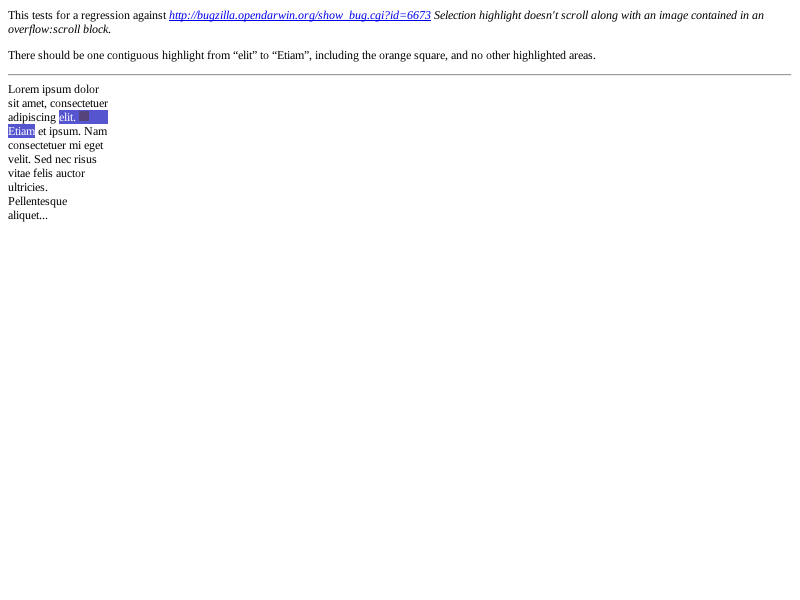 This tests for a regression against http://bugzilla.opendarwin.org/show_bug.cgi?id=6673 Selection highlight doesn't scroll along with an image contained in an
overflow:scroll block.
There should be one contiguous highlight from “elit” to “Etiam”, including the orange square, and no other highlighted areas.
Lorem ipsum dolor
sit amet, consectetuer
adipiscing elit.
Etiam et ipsum. Nam
consectetuer mi eget
velit. Sed nec risus
vitae felis auctor
ultricies.
Pellentesque
aliquet...